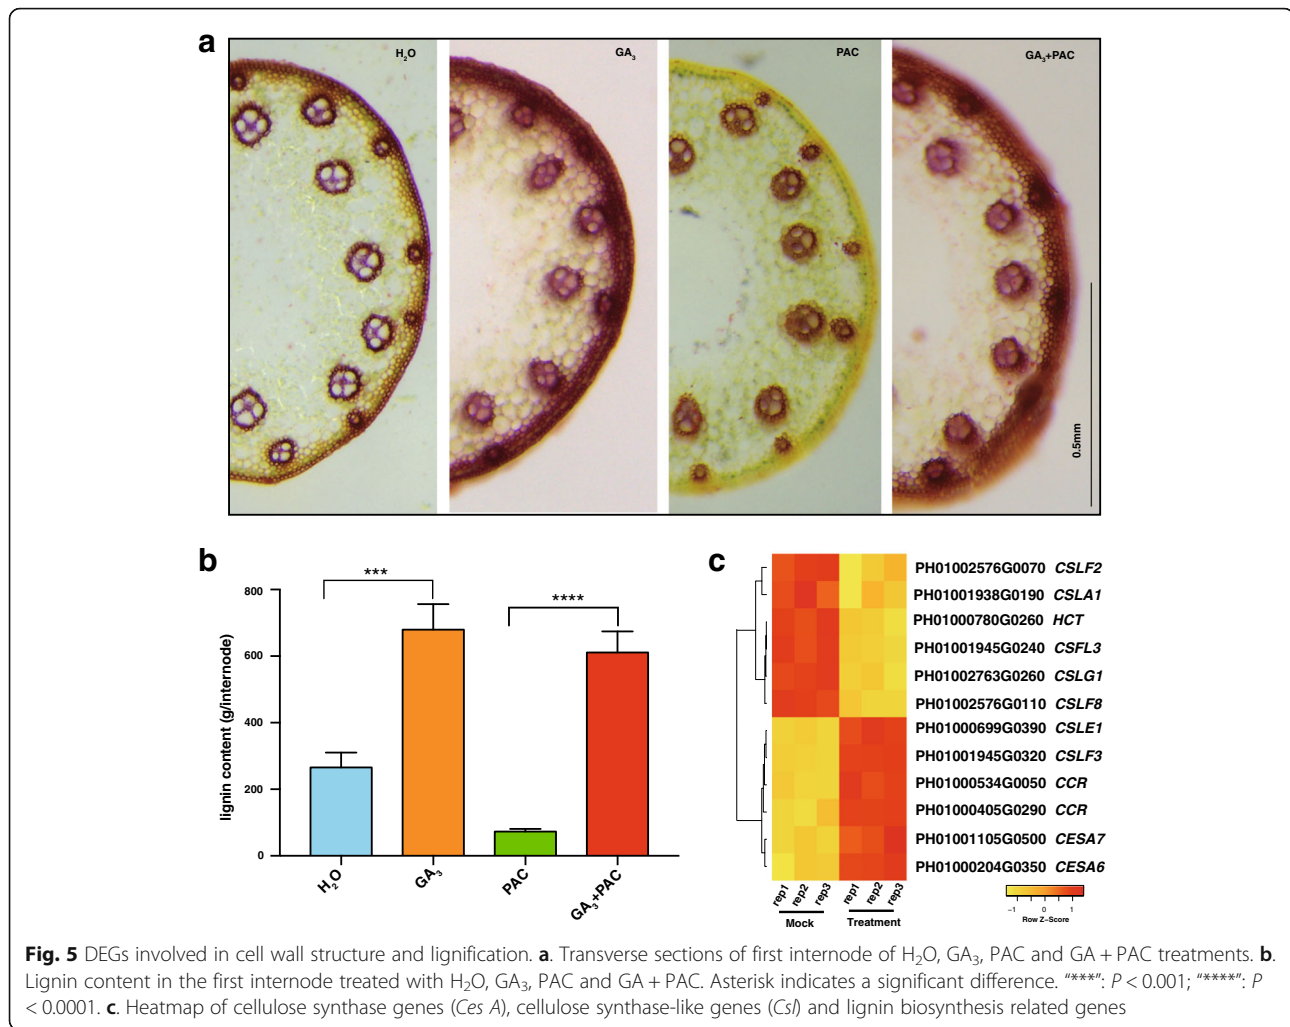 a
H₂O
GA₃
PAC
GA₃+PAC
0.5mm
b
lignin content (g/internode)
800
600
400
200
0
***
****
H₂O
GA₃
PAC
GA₃+PAC
c
PH01002576G0070 CSLF2
PH01001938G0190 CSLA1
PH01000780G0260 HCT
PH01001945G0240 CSFL3
PH01002763G0260 CSLG1
PH01002576G0110 CSLF8
PH01000699G0390 CSLE1
PH01001945G0320 CSLF3
PH01000534G0050 CCR
PH01000405G0290 CCR
PH01001105G0500 CESA7
PH01000204G0350 CESA6
rep1 rep2 rep3 rep1 rep2 rep3
Mock Treatment
-1 0 1
Row Z-Score
Fig. 5 DEGs involved in cell wall structure and lignification. a. Transverse sections of first internode of H₂O, GA₃, PAC and GA + PAC treatments. b.
Lignin content in the first internode treated with H₂O, GA₃, PAC and GA + PAC. Asterisk indicates a significant difference. “***”: P < 0.001; “****”: P
< 0.0001. c. Heatmap of cellulose synthase genes (Ces A), cellulose synthase-like genes (Csl) and lignin biosynthesis related genes